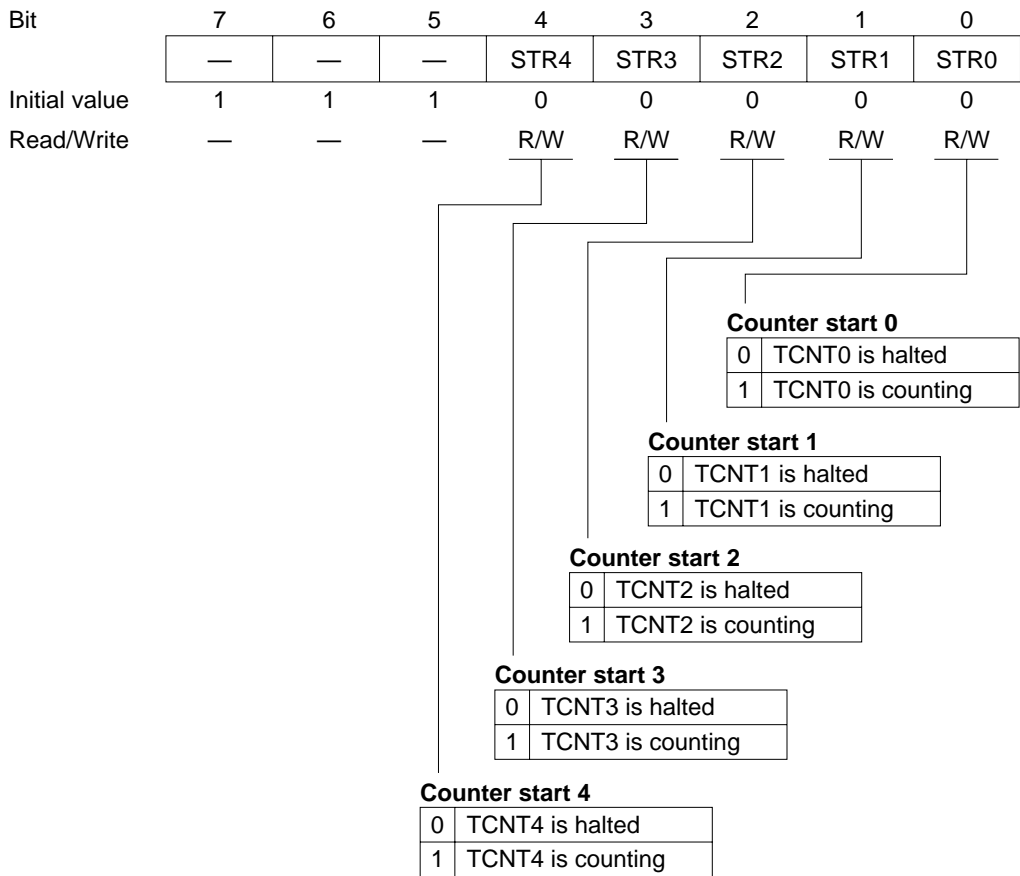 Bit 7 6 5 4 3 2 1 0
— — — STR4 STR3 STR2 STR1 STR0
Initial value 1 1 1 0 0 0 0 0
Read/Write — — — R/W R/W R/W R/W R/W
Counter start 0
0 TCNT0 is halted
1 TCNT0 is counting
Counter start 1
0 TCNT1 is halted
1 TCNT1 is counting
Counter start 2
0 TCNT2 is halted
1 TCNT2 is counting
Counter start 3
0 TCNT3 is halted
1 TCNT3 is counting
Counter start 4
0 TCNT4 is halted
1 TCNT4 is counting